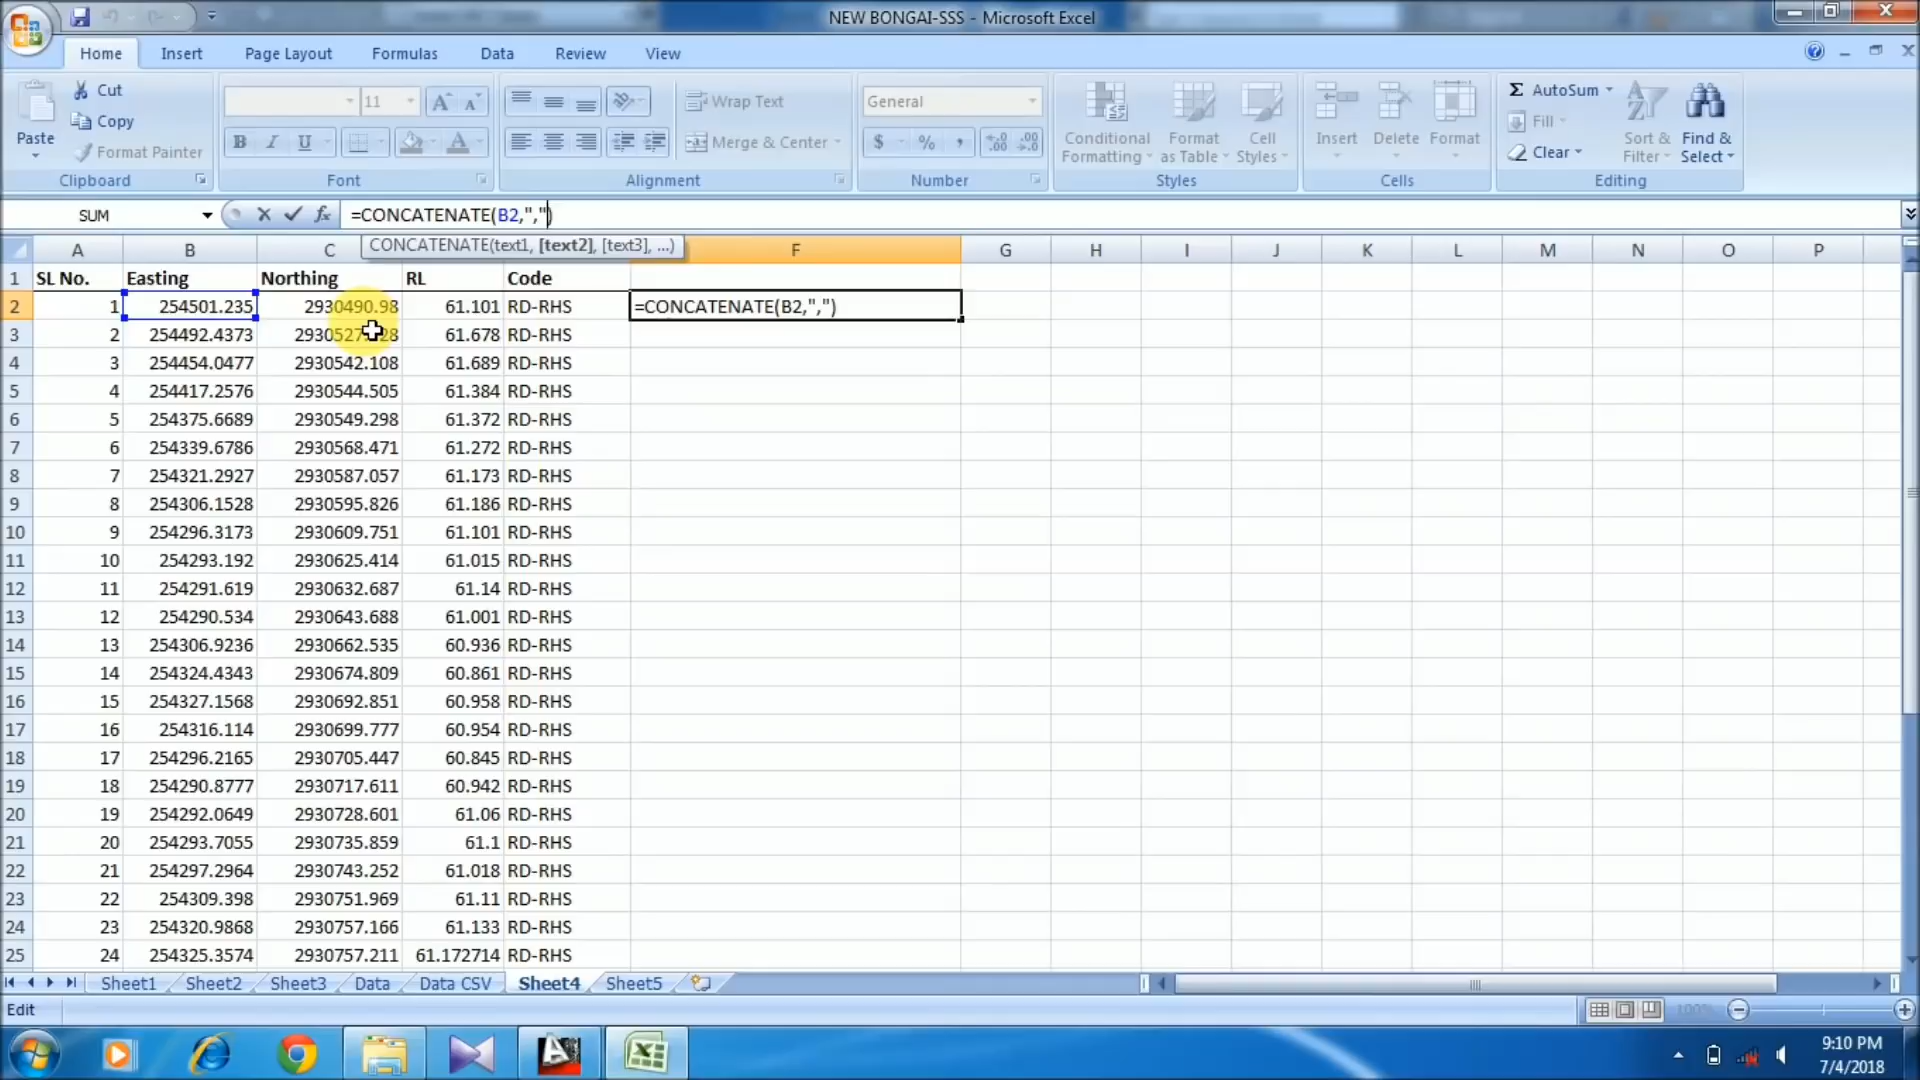 NEW BONGAI-SSS - Microsoft Excel
Home Insert Page Layout Formulas Data Review View
Paste
Cut
Copy
Format Painter
Clipboard
11
B I U
Font
Wrap Text
Merge & Center
Alignment
General
$ % ,
Number
Conditional Formatting
Format as Table
Cell Styles
Styles
Insert Delete Format
Cells
Σ AutoSum
Fill
Clear
Sort & Filter
Find & Select
Editing
SUM fx =CONCATENATE(B2,",")
CONCATENATE(text1, [text2], [text3], ...)
A B C F G H I J K L M N O P
1 SL No. Easting Northing RL Code
2 1 254501.235 2930490.98 61.101 RD-RHS =CONCATENATE(B2,",")
3 2 254492.4373 61.678 RD-RHS
4 3 254454.0477 2930542.108 61.689 RD-RHS
5 4 254417.2576 2930544.505 61.384 RD-RHS
6 5 254375.6689 2930549.298 61.372 RD-RHS
7 6 254339.6786 2930568.471 61.272 RD-RHS
8 7 254321.2927 2930587.057 61.173 RD-RHS
9 8 254306.1528 2930595.826 61.186 RD-RHS
10 9 254296.3173 2930609.751 61.101 RD-RHS
11 10 254293.192 2930625.414 61.015 RD-RHS
12 11 254291.619 2930632.687 61.14 RD-RHS
13 12 254290.534 2930643.688 61.001 RD-RHS
14 13 254306.9236 2930662.535 60.936 RD-RHS
15 14 254324.4343 2930674.809 60.861 RD-RHS
16 15 254327.1568 2930692.851 60.958 RD-RHS
17 16 254316.114 2930699.777 60.954 RD-RHS
18 17 254296.2165 2930705.447 60.845 RD-RHS
19 18 254290.8777 2930717.611 60.942 RD-RHS
20 19 254292.0649 2930728.601 61.06 RD-RHS
21 20 254293.7055 2930735.859 61.1 RD-RHS
22 21 254297.2964 2930743.252 61.018 RD-RHS
23 22 254309.398 2930751.969 61.11 RD-RHS
24 23 254320.9868 2930757.166 61.133 RD-RHS
25 24 254325.3574 2930757.211 61.172714 RD-RHS
Sheet1 Sheet2 Sheet3 Data Data CSV Sheet4 Sheet5
Edit 100%
9:10 PM
7/4/2018